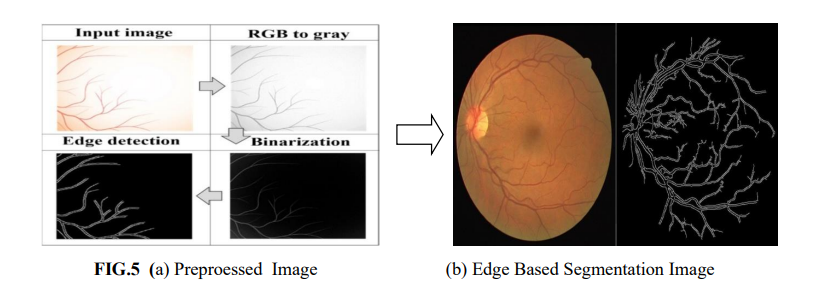 Input image
RGB to gray
Edge detection
Binarization
FIG.5 (a) Preproessed Image
(b) Edge Based Segmentation Image